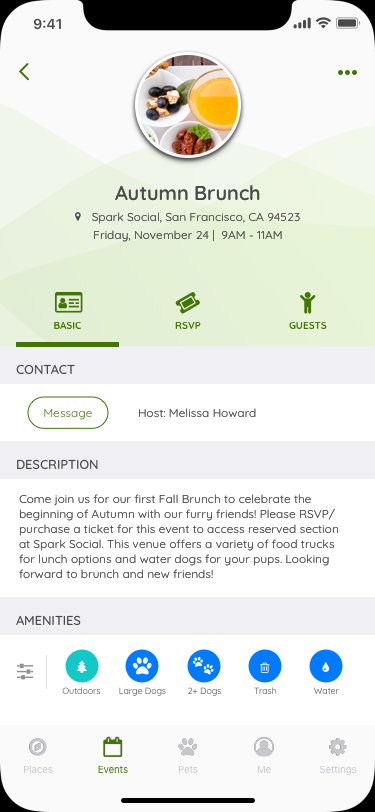 9:41
Autumn Brunch
Spark Social, San Francisco, CA 94523
Friday, November 24 | 9AM - 11AM
BASIC
RSVP
GUESTS
CONTACT
Message
Host: Melissa Howard
DESCRIPTION
Come join us for our first Fall Brunch to celebrate the
beginning of Autumn with our furry friends! Please RSVP/
purchase a ticket for this event to access reserved section
at Spark Social. This venue offers a variety of food trucks
for lunch options and water dogs for your pups. Looking
forward to brunch and new friends!
AMENITIES
Outdoors
Large Dogs
2+ Dogs
Trash
Water
Places
Events
Pets
Me
Settings